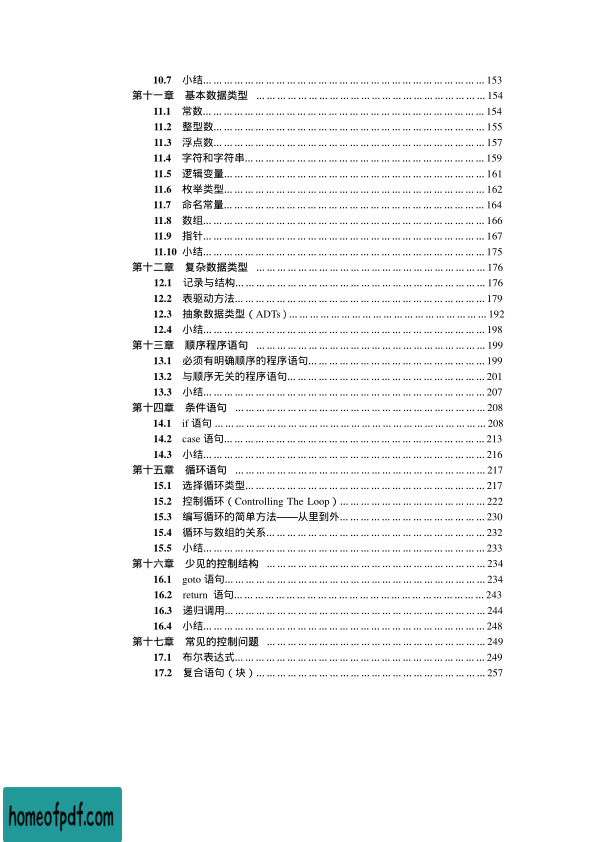 10.7 小结………………………………………………………………………153
第十一章 基本数据类型 …………………………………………………………154
11.1 常数………………………………………………………………………154
11.2 整型数……………………………………………………………………155
11.3 浮点数……………………………………………………………………157
11.4 字符和字符串……………………………………………………………159
11.5 逻辑变量…………………………………………………………………161
11.6 枚举类型…………………………………………………………………162
11.7 命名常量…………………………………………………………………164
11.8 数组………………………………………………………………………166
11.9 指针………………………………………………………………………167
11.10 小结………………………………………………………………………175
第十二章 复杂数据类型 …………………………………………………………176
12.1 记录与结构………………………………………………………………176
12.2 表驱动方法………………………………………………………………179
12.3 抽象数据类型（ADTs）…………………………………………………192
12.4 小结………………………………………………………………………198
第十三章 顺序程序语句 …………………………………………………………199
13.1 必须有明确顺序的程序语句……………………………………………199
13.2 与顺序无关的程序语句…………………………………………………201
13.3 小结………………………………………………………………………207
第十四章 条件语句 ………………………………………………………………208
14.1 if 语句 ……………………………………………………………………208
14.2 case 语句…………………………………………………………………213
14.3 小结………………………………………………………………………216
第十五章 循环语句 ………………………………………………………………217
15.1 选择循环类型……………………………………………………………217
15.2 控制循环（Controlling The Loop）……………………………………222
15.3 编写循环的简单方法——从里到外……………………………………230
15.4 循环与数组的关系………………………………………………………232
15.5 小结………………………………………………………………………233
第十六章 少见的控制结构 ………………………………………………………234
16.1 goto 语句…………………………………………………………………234
16.2 return 语句………………………………………………………………243
16.3 递归调用…………………………………………………………………244
16.4 小结………………………………………………………………………248
第十七章 常见的控制问题 ………………………………………………………249
17.1 布尔表达式………………………………………………………………249
17.2 复合语句（块）…………………………………………………………257
homeofpdf.com